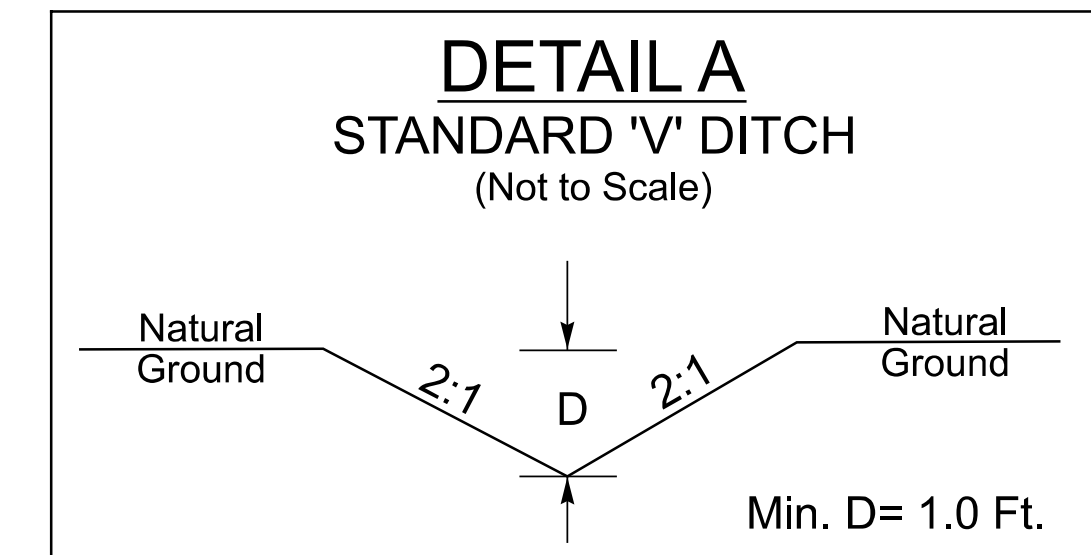 DETAIL A
STANDARD 'V' DITCH
(Not to Scale)
Natural
Ground
Natural
Ground
2:1
D
2:1
Min. D= 1.0 Ft.